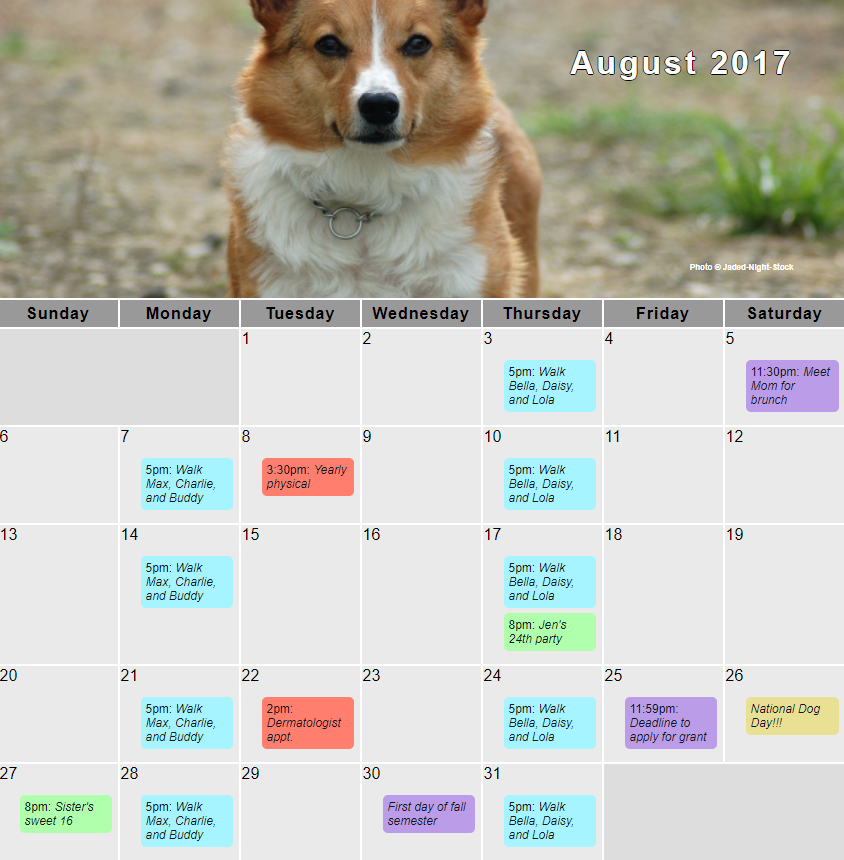 August 2017
Photo © Jaded-Night-Stock
Sunday Monday Tuesday Wednesday Thursday Friday Saturday
1 2 3 4 5
5pm: Walk
Bella, Daisy,
and Lola
11:30pm: Meet
Mom for
brunch
6 7 8 9 10 11 12
5pm: Walk
Max, Charlie,
and Buddy
3:30pm: Yearly
physical
5pm: Walk
Bella, Daisy,
and Lola
13 14 15 16 17 18 19
5pm: Walk
Max, Charlie,
and Buddy
5pm: Walk
Bella, Daisy,
and Lola
8pm: Jen's
24th party
20 21 22 23 24 25 26
5pm: Walk
Max, Charlie,
and Buddy
2pm:
Dermatologist
appt.
5pm: Walk
Bella, Daisy,
and Lola
11:59pm:
Deadline to
apply for grant
National Dog
Day!!!
27 28 29 30 31
8pm: Sister's
sweet 16
5pm: Walk
Max, Charlie,
and Buddy
First day of fall
semester
5pm: Walk
Bella, Daisy,
and Lola